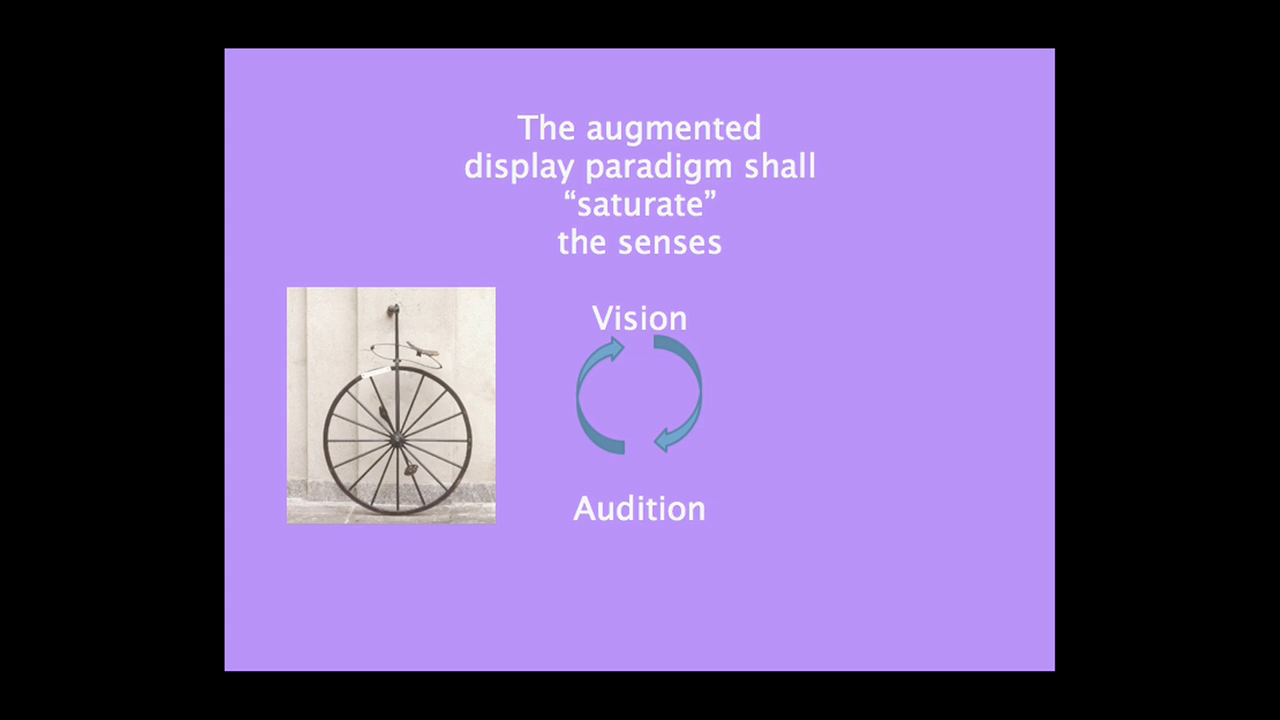 The augmented
display paradigm shall
“saturate”
the senses
Vision
Audition